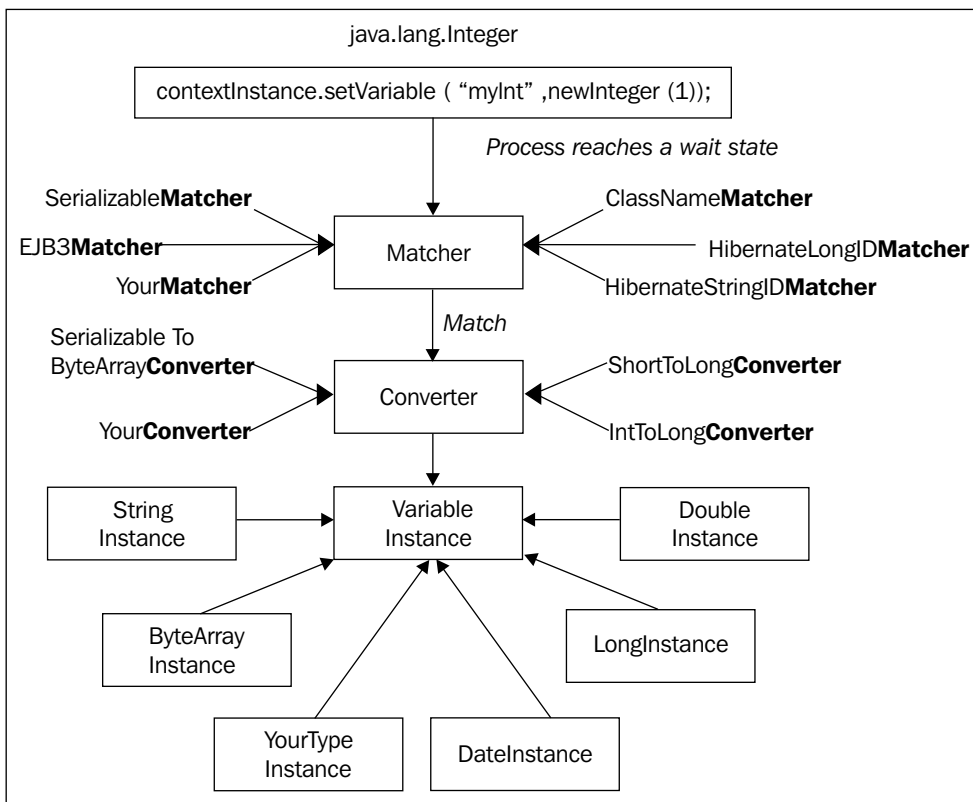 java.lang.Integer
contextInstance.setVariable ( “myInt” ,newInteger (1));
Process reaches a wait state
SerializableMatcher
ClassNameMatcher
EJB3Matcher
Matcher
HibernateLongIDMatcher
YourMatcher
HibernateStringIDMatcher
Match
Serializable To
ByteArrayConverter
ShortToLongConverter
Converter
YourConverter
IntToLongConverter
String
Instance
Variable
Instance
Double
Instance
ByteArray
Instance
LongInstance
YourType
Instance
DateInstance